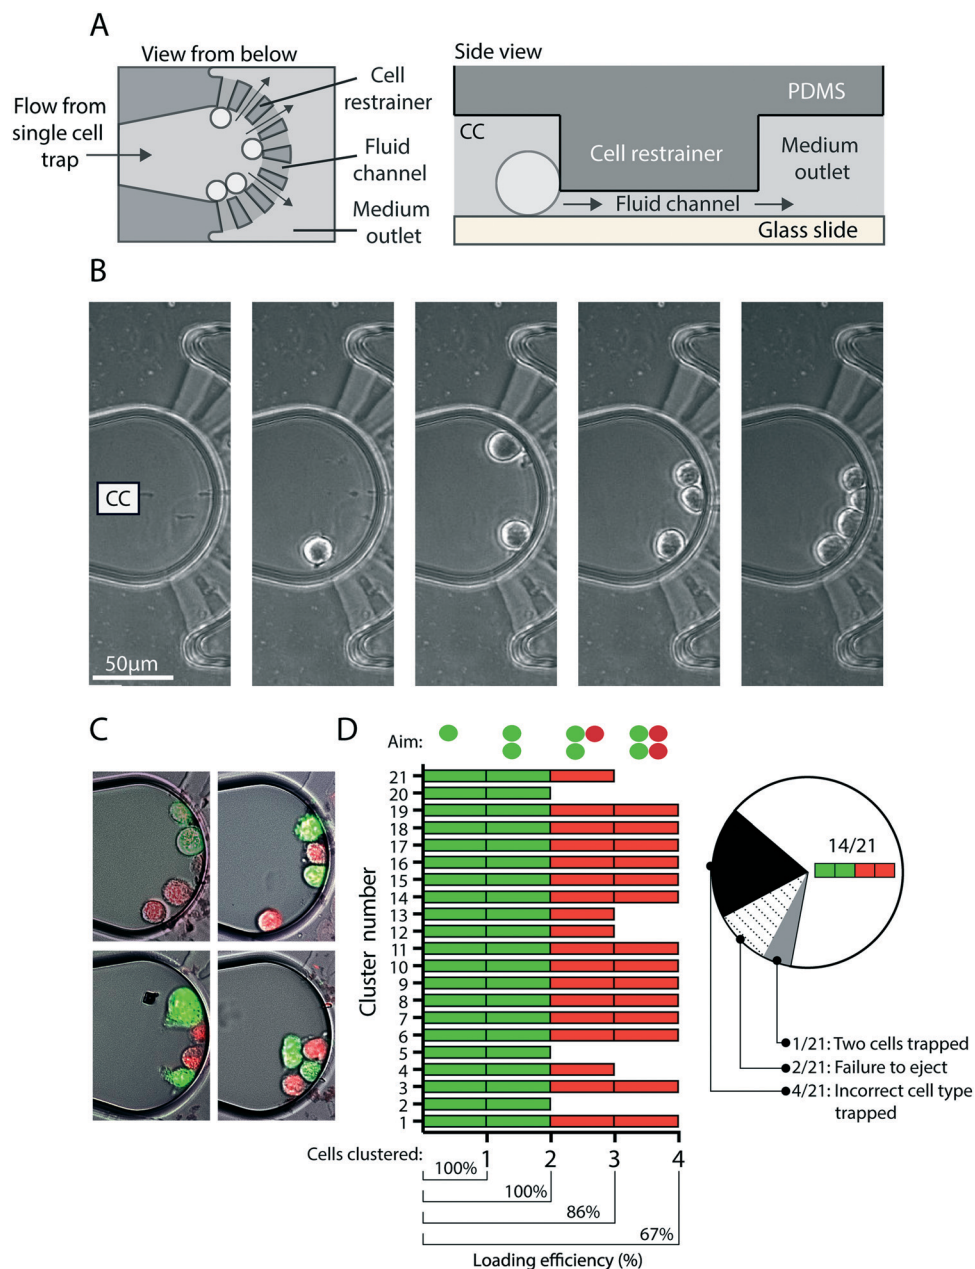 A
View from below
Flow from
single cell
trap
Cell
restrainer
Fluid
channel
Medium
outlet
Side view
PDMS
CC
Cell restrainer
Medium
outlet
Fluid channel
Glass slide
B
CC
50µm
C
D
Aim:
Cluster number
21
20
19
18
17
16
15
14
13
12
11
10
9
8
7
6
5
4
3
2
1
Cells clustered:
1 2 3 4
100%
100%
86%
67%
Loading efficiency (%)
14/21
1/21: Two cells trapped
2/21: Failure to eject
4/21: Incorrect cell type
trapped